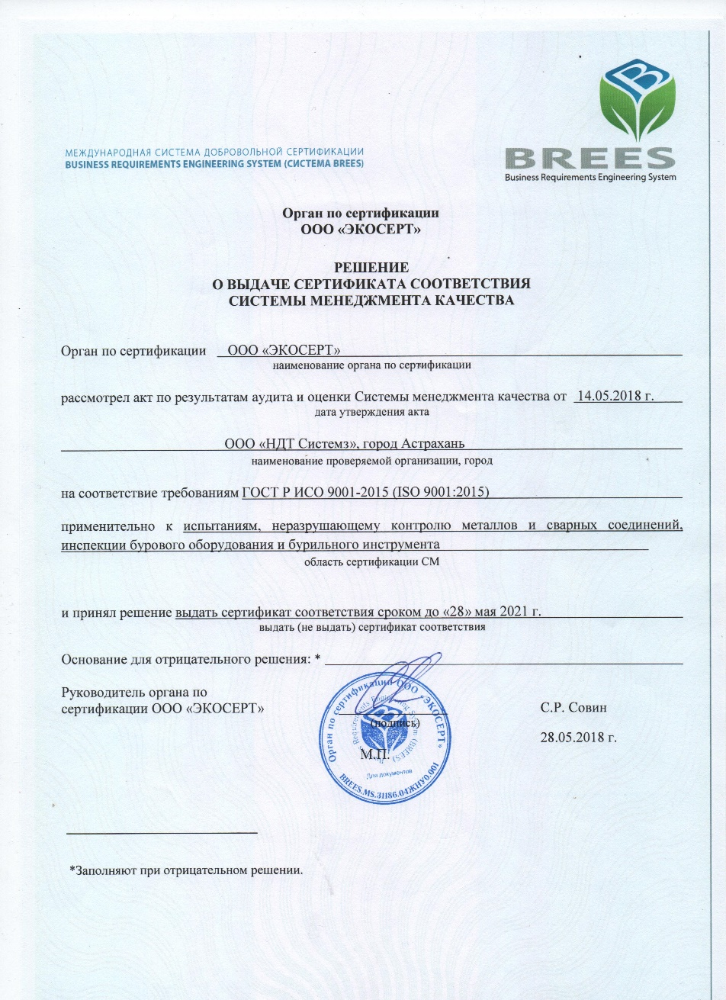 МЕЖДУНАРОДНАЯ СИСТЕМА ДОБРОВОЛЬНОЙ СЕРТИФИКАЦИИ
BUSINESS REQUIREMENTS ENGINEERING SYSTEM (СИСТЕМА BREES)
B
BREES
Business Requirements Engineering System
Орган по сертификации
ООО «ЭКОСЕРТ»
РЕШЕНИЕ
О ВЫДАЧЕ СЕРТИФИКАТА СООТВЕТСТВИЯ
СИСТЕМЫ МЕНЕДЖМЕНТА КАЧЕСТВА
Орган по сертификации ООО «ЭКОСЕРТ»
наименование органа по сертификации
рассмотрел акт по результатам аудита и оценки Системы менеджмента качества от 14.05.2018 г.
дата утверждения акта
ООО «НДТ Системз», город Астрахань
наименование проверяемой организации, город
на соответствие требованиям ГОСТ Р ИСО 9001-2015 (ISO 9001:2015)
применительно к испытаниям, неразрушающему контролю металлов и сварных соединений,
инспекции бурового оборудования и бурильного инструмента
область сертификации СМ
и принял решение выдать сертификат соответствия сроком до «28» мая 2021 г.
выдать (не выдать) сертификат соответствия
Основание для отрицательного решения: *
Руководитель органа по
сертификации ООО «ЭКОСЕРТ»
С.Р. Совин
(подпись)
28.05.2018 г.
М.П.
Орган по сертификации ООО «ЭКОСЕРТ»
Requirements Engineering System (BREES)
Для документов
BREES.MS.31186.04ЖНУ0.001
*Заполняют при отрицательном решении.